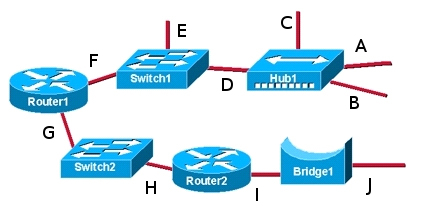 C
E
A
F
Switch1
D
Hub1
B
Router1
G
Switch2
H
Router2
I
Bridge1
J